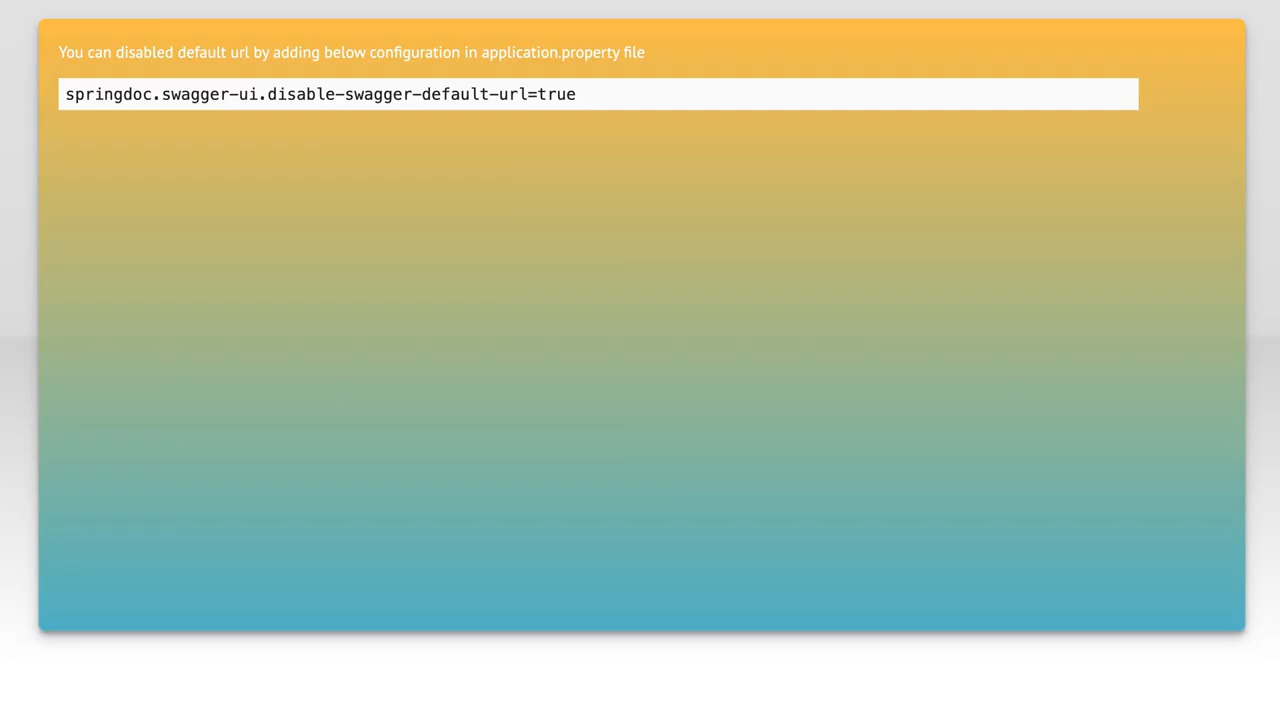 You can disabled default url by adding below configuration in application.property file
springdoc.swagger-ui.disable-swagger-default-url=true